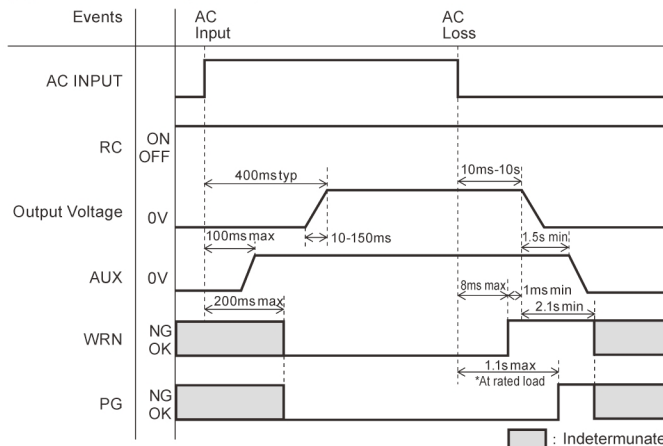 Events
AC
Input
AC
Loss
AC INPUT
RC
ON
OFF
400ms typ
10ms-10s
Output Voltage
0V
100ms max
10-150ms
1.5s min
AUX
0V
200ms max
8ms max
1ms min
2.1s min
WRN
NG
OK
1.1s max
*At rated load
PG
NG
OK
: Indetermunate